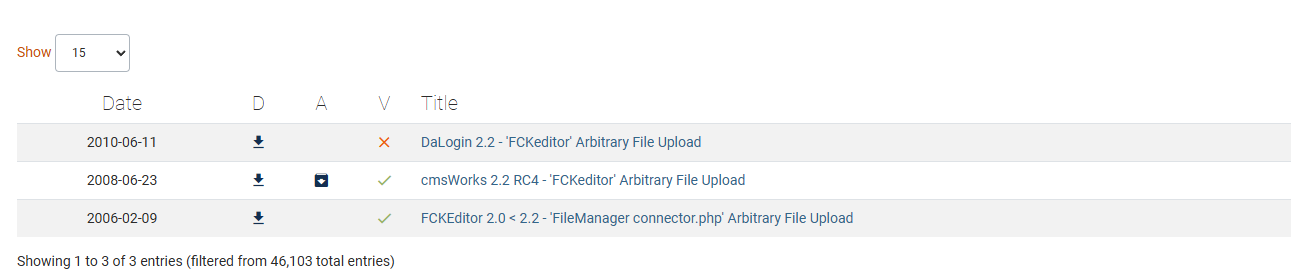 Show 15
Date D A V Title
2010-06-11 DaLogin 2.2 - 'FCKeditor' Arbitrary File Upload
2008-06-23 cmsWorks 2.2 RC4 - 'FCKeditor' Arbitrary File Upload
2006-02-09 FCKEditor 2.0 < 2.2 - 'FileManager connector.php' Arbitrary File Upload
Showing 1 to 3 of 3 entries (filtered from 46,103 total entries)